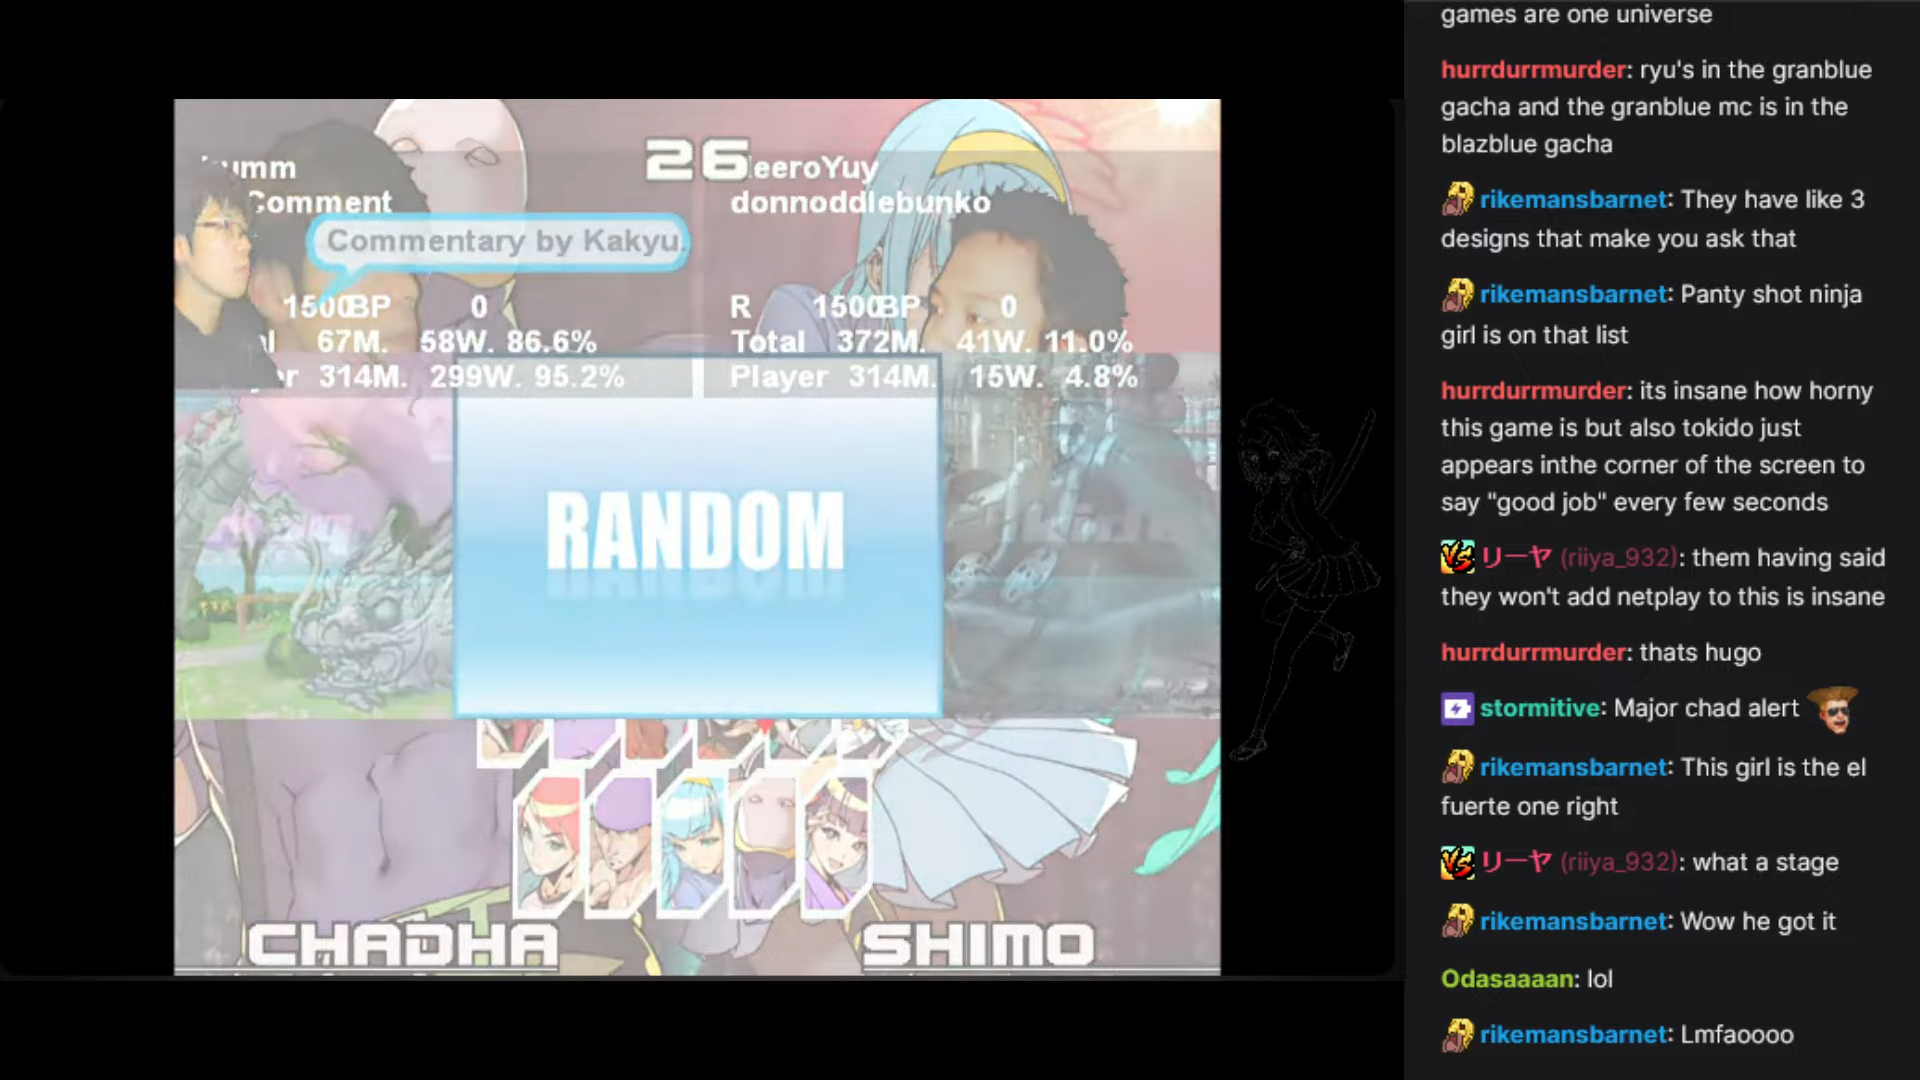 26
umm
eeroYuy
Comment
donnoddlebunko
Commentary by Kakyu.
1500BP 0
R 1500BP 0
67M. 58W. 86.6%
Total 372M. 41W. 11.0%
r 314M. 299W. 95.2%
Player 314M. 15W. 4.8%
RANDOM
CHADHA
SHIMO
games are one universe
hurrdurrmurder: ryu's in the granblue
gacha and the granblue mc is in the
blazblue gacha
rikemansbarnet: They have like 3
designs that make you ask that
rikemansbarnet: Panty shot ninja
girl is on that list
hurrdurrmurder: its insane how horny
this game is but also tokido just
appears inthe corner of the screen to
say "good job" every few seconds
リーヤ (riiya_932): them having said
they won't add netplay to this is insane
hurrdurrmurder: thats hugo
stormitive: Major chad alert
rikemansbarnet: This girl is the el
fuerte one right
リーヤ (riiya_932): what a stage
rikemansbarnet: Wow he got it
Odasaaaaan: lol
rikemansbarnet: Lmfaoooo